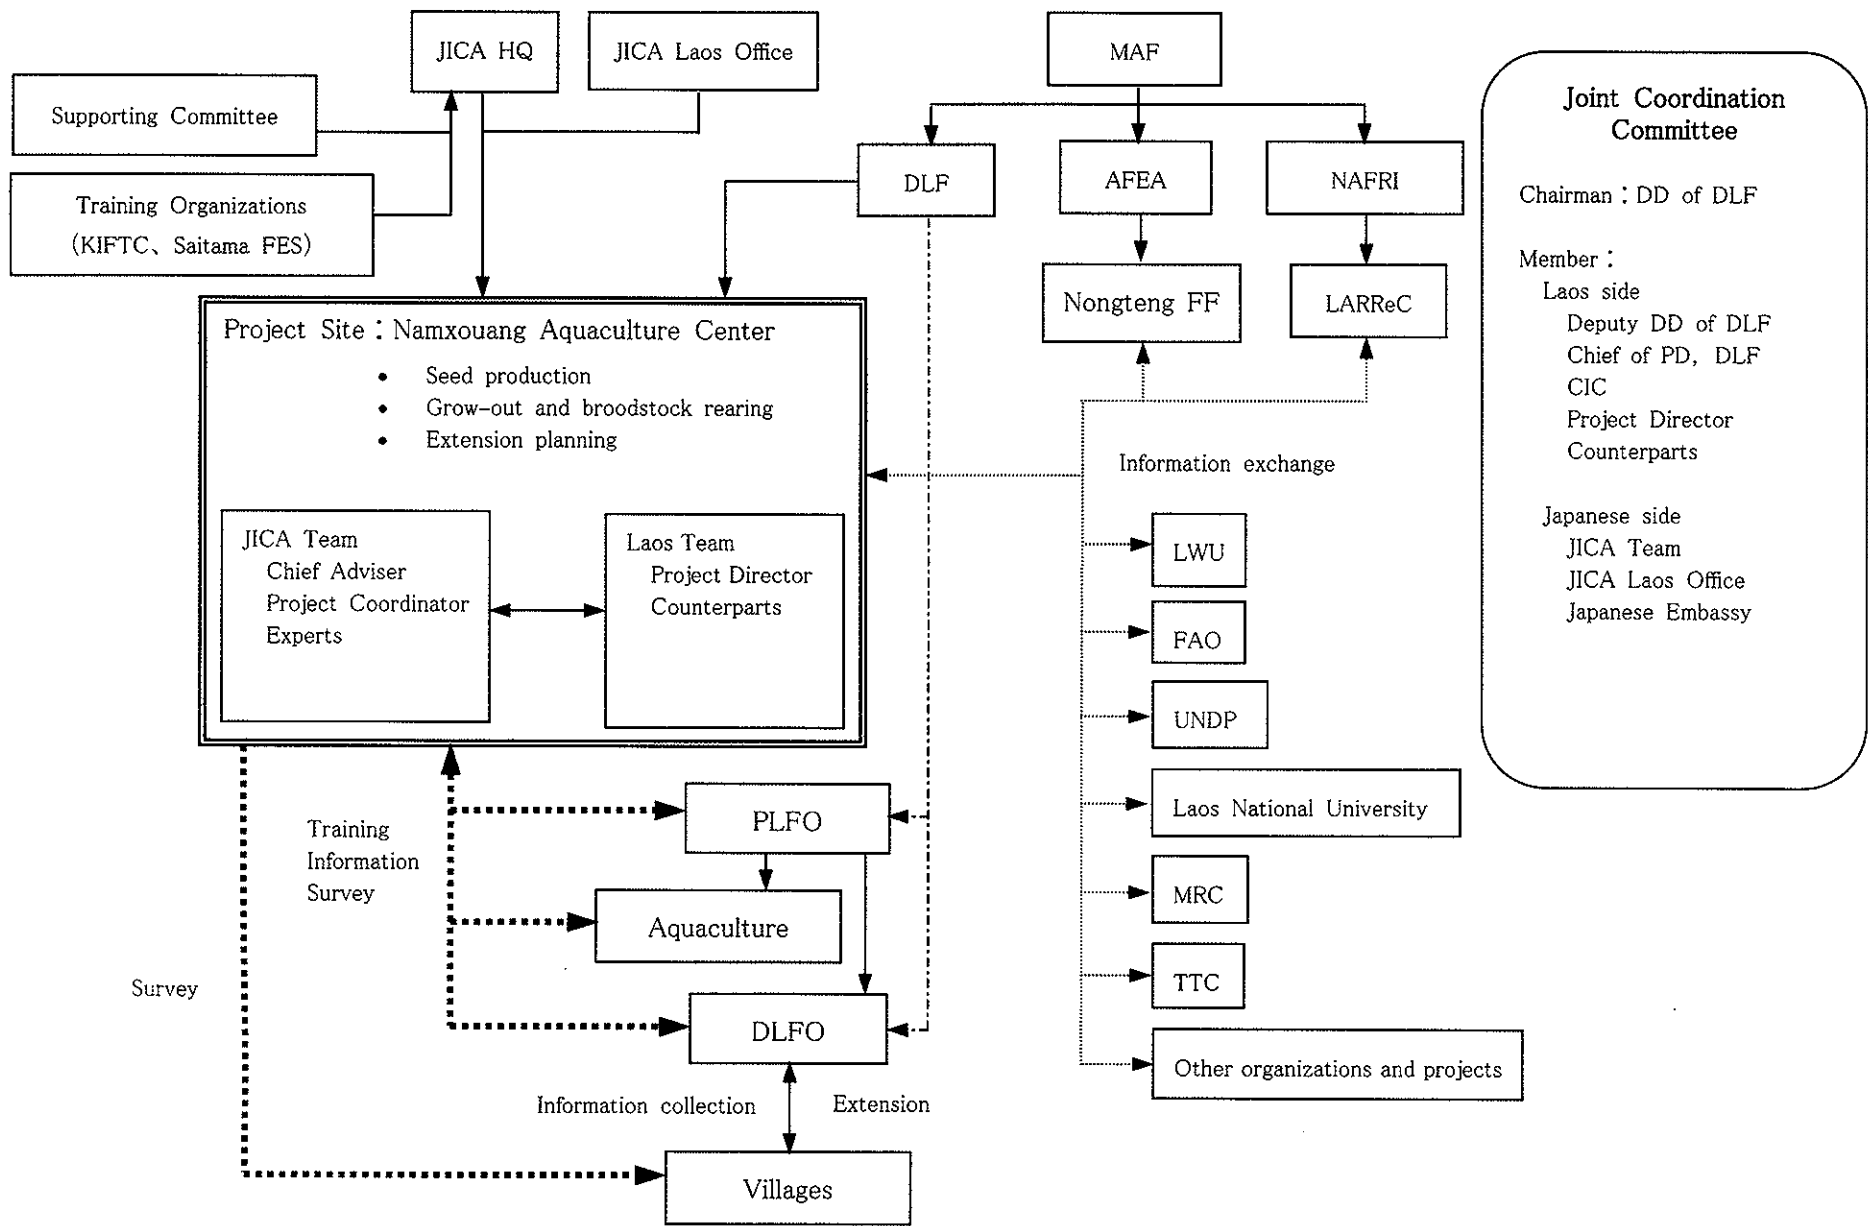 JICA HQ
JICA Laos Office
MAF
Supporting Committee
Training Organizations
(KIFTC、Saitama FES)
DLF
AFEA
NAFRI
Nongteng FF
LARReC
Joint Coordination
Committee
Chairman：DD of DLF
Member：
Laos side
Deputy DD of DLF
Chief of PD, DLF
CIC
Project Director
Counterparts
Japanese side
JICA Team
JICA Laos Office
Japanese Embassy
Project Site：Namxouang Aquaculture Center
• Seed production
• Grow-out and broodstock rearing
• Extension planning
JICA Team
Chief Adviser
Project Coordinator
Experts
Laos Team
Project Director
Counterparts
Information exchange
LWU
FAO
UNDP
Laos National University
MRC
TTC
Other organizations and projects
Training
Information
Survey
PLFO
Aquaculture
DLFO
Survey
Information collection
Extension
Villages